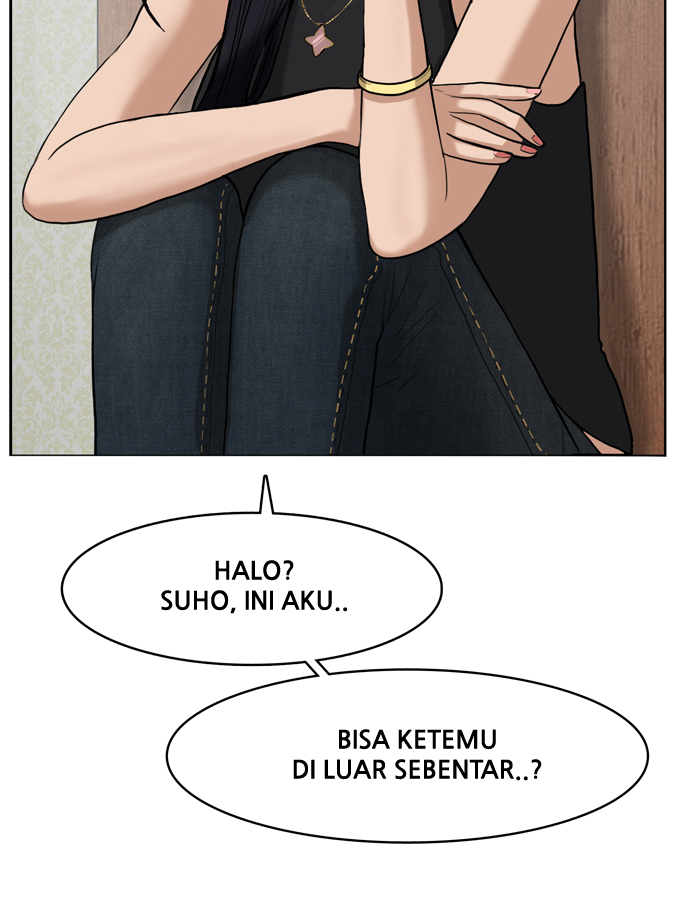 HALO?
SUHO, INI AKU..
BISA KETEMU
DI LUAR SEBENTAR..?